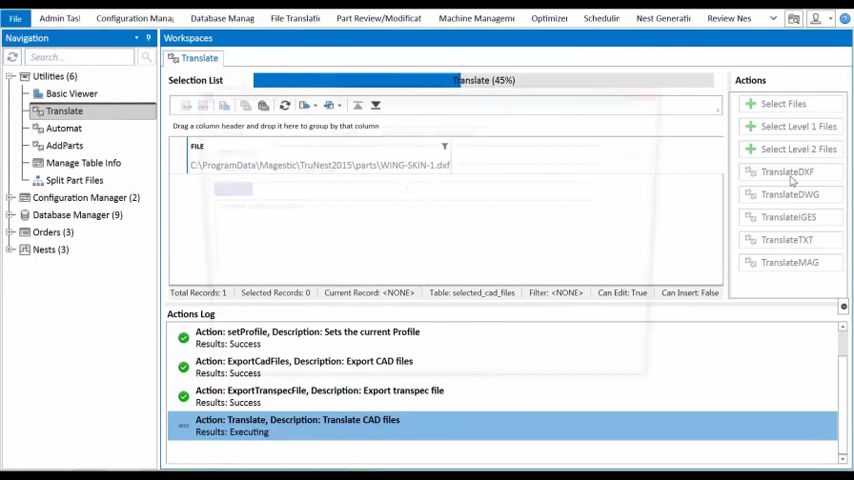 File Admin Tasl Configuration Manag Database Manag File Translatic Part Review/Modificat Machine Manageme Optimizer Schedulin Nest Generatic Review Nes
Navigation
Workspaces
Search...
Translate
Utilities (6)
Basic Viewer
Translate
Automat
AddParts
Manage Table Info
Split Part Files
Configuration Manager (2)
Database Manager (9)
Orders (3)
Nests (3)
Selection List
Translate (45%)
Drag a column header and drop it here to group by that column
FILE
C:\ProgramData\Magestic\TruNest2015\parts\WING-SKIN-1.dxf
Total Records: 1 Selected Records: 0 Current Record: <NONE> Table: selected_cad_files Filter: <NONE> Can Edit: True Can Insert: False
Actions
Select Files
Select Level 1 Files
Select Level 2 Files
TranslateDXF
TranslateDWG
TranslateIGES
TranslateTXT
TranslateMAG
Actions Log
Action: setProfile, Description: Sets the current Profile
Results: Success
Action: ExportCadFiles, Description: Export CAD files
Results: Success
Action: ExportTranspecFile, Description: Export transpec file
Results: Success
Action: Translate, Description: Translate CAD files
Results: Executing